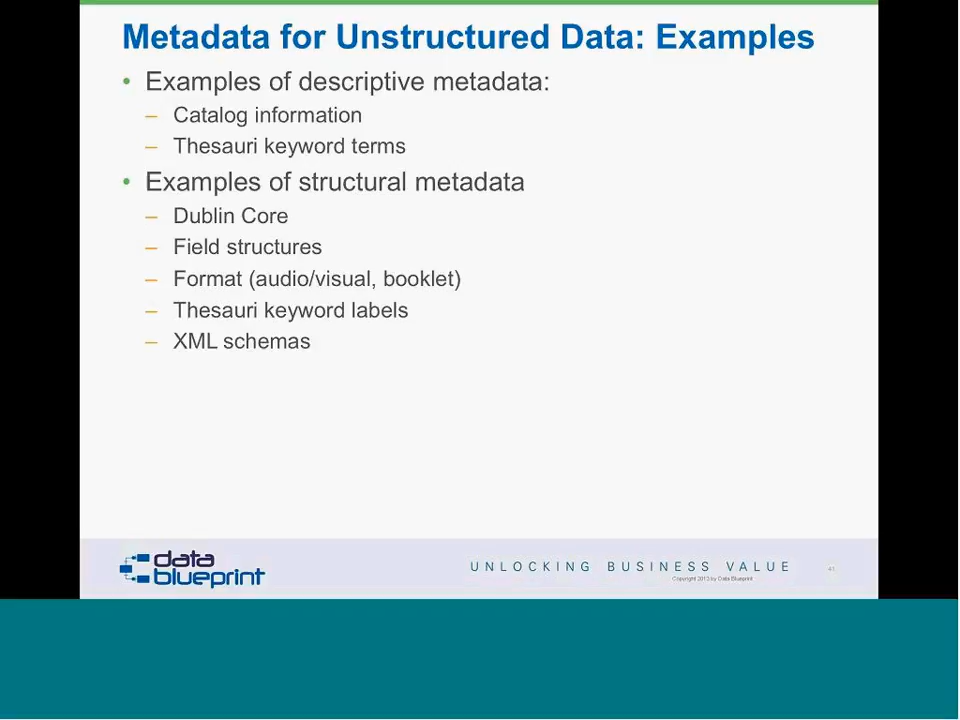 Metadata for Unstructured Data: Examples
• Examples of descriptive metadata:
– Catalog information
– Thesauri keyword terms
• Examples of structural metadata
– Dublin Core
– Field structures
– Format (audio/visual, booklet)
– Thesauri keyword labels
– XML schemas
data
blueprint
UNLOCKING BUSINESS VALUE
Copyright 2013 by Data Blueprint